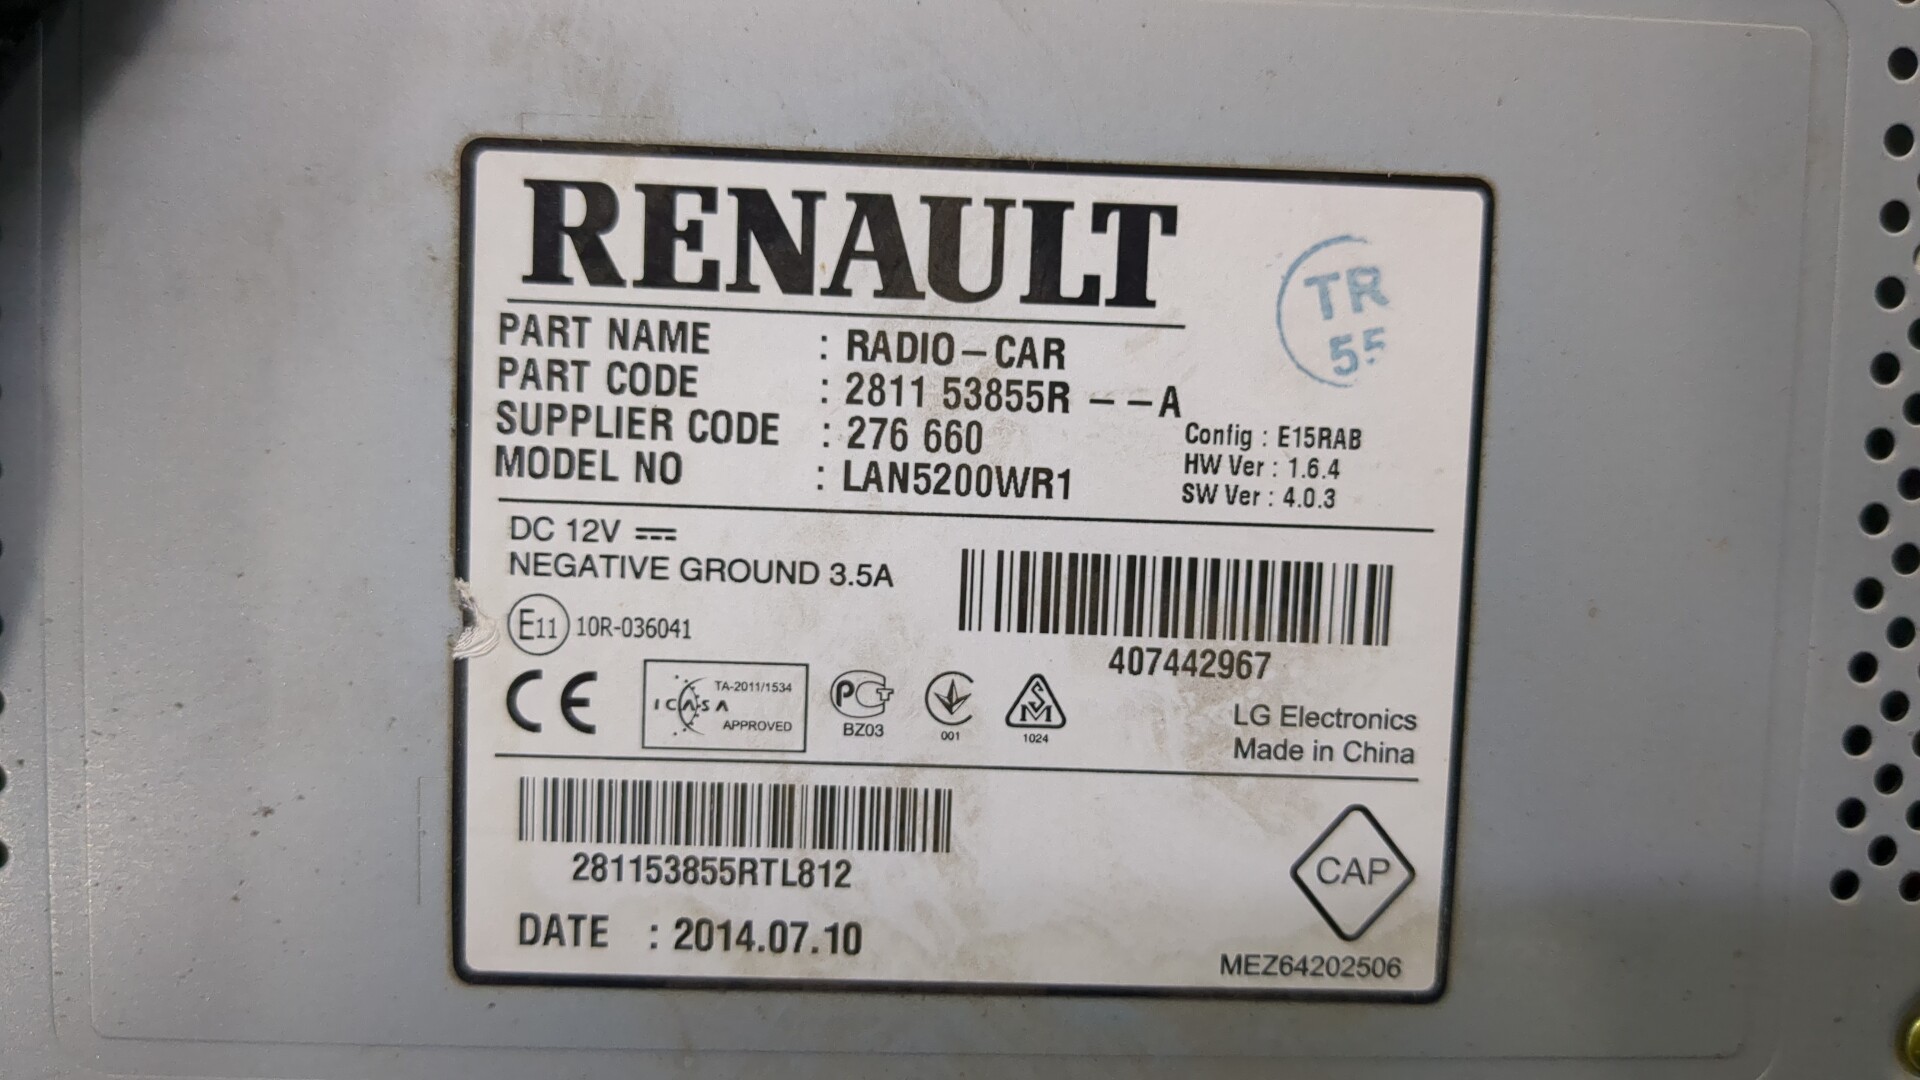 RENAULT
TR
55
PART NAME : RADIO-CAR
PART CODE : 2811 53855R --A
SUPPLIER CODE : 276 660
MODEL NO : LAN5200WR1
Config : E15RAB
HW Ver : 1.6.4
SW Ver : 4.0.3
DC 12V
NEGATIVE GROUND 3.5A
E11 10R-036041
407442967
CE
ICASA
TA-2011/1534
APPROVED
PCT
BZ03
001
SM
1024
LG Electronics
Made in China
281153855RTL812
DATE : 2014.07.10
CAP
MEZ64202506